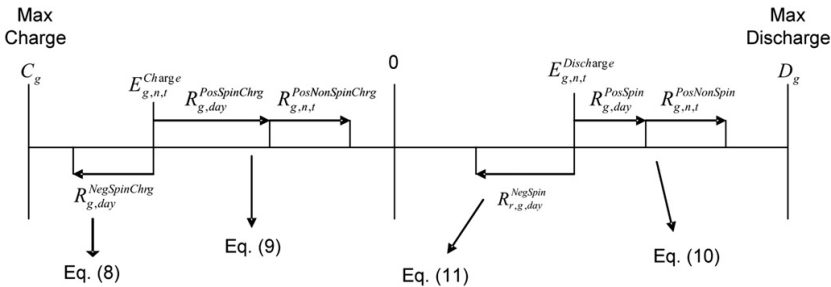 Max
Charge
C_g
E_{g,n,t}^{Charge}
R_{g,day}^{PosSpinChrg}
R_{g,n,t}^{PosNonSpinChrg}
0
E_{g,n,t}^{Discharge}
R_{g,day}^{PosSpin}
R_{g,n,t}^{PosNonSpin}
Max
Discharge
D_g
R_{g,day}^{NegSpinChrg}
R_{r,g,day}^{NegSpin}
Eq. (8)
Eq. (9)
Eq. (11)
Eq. (10)